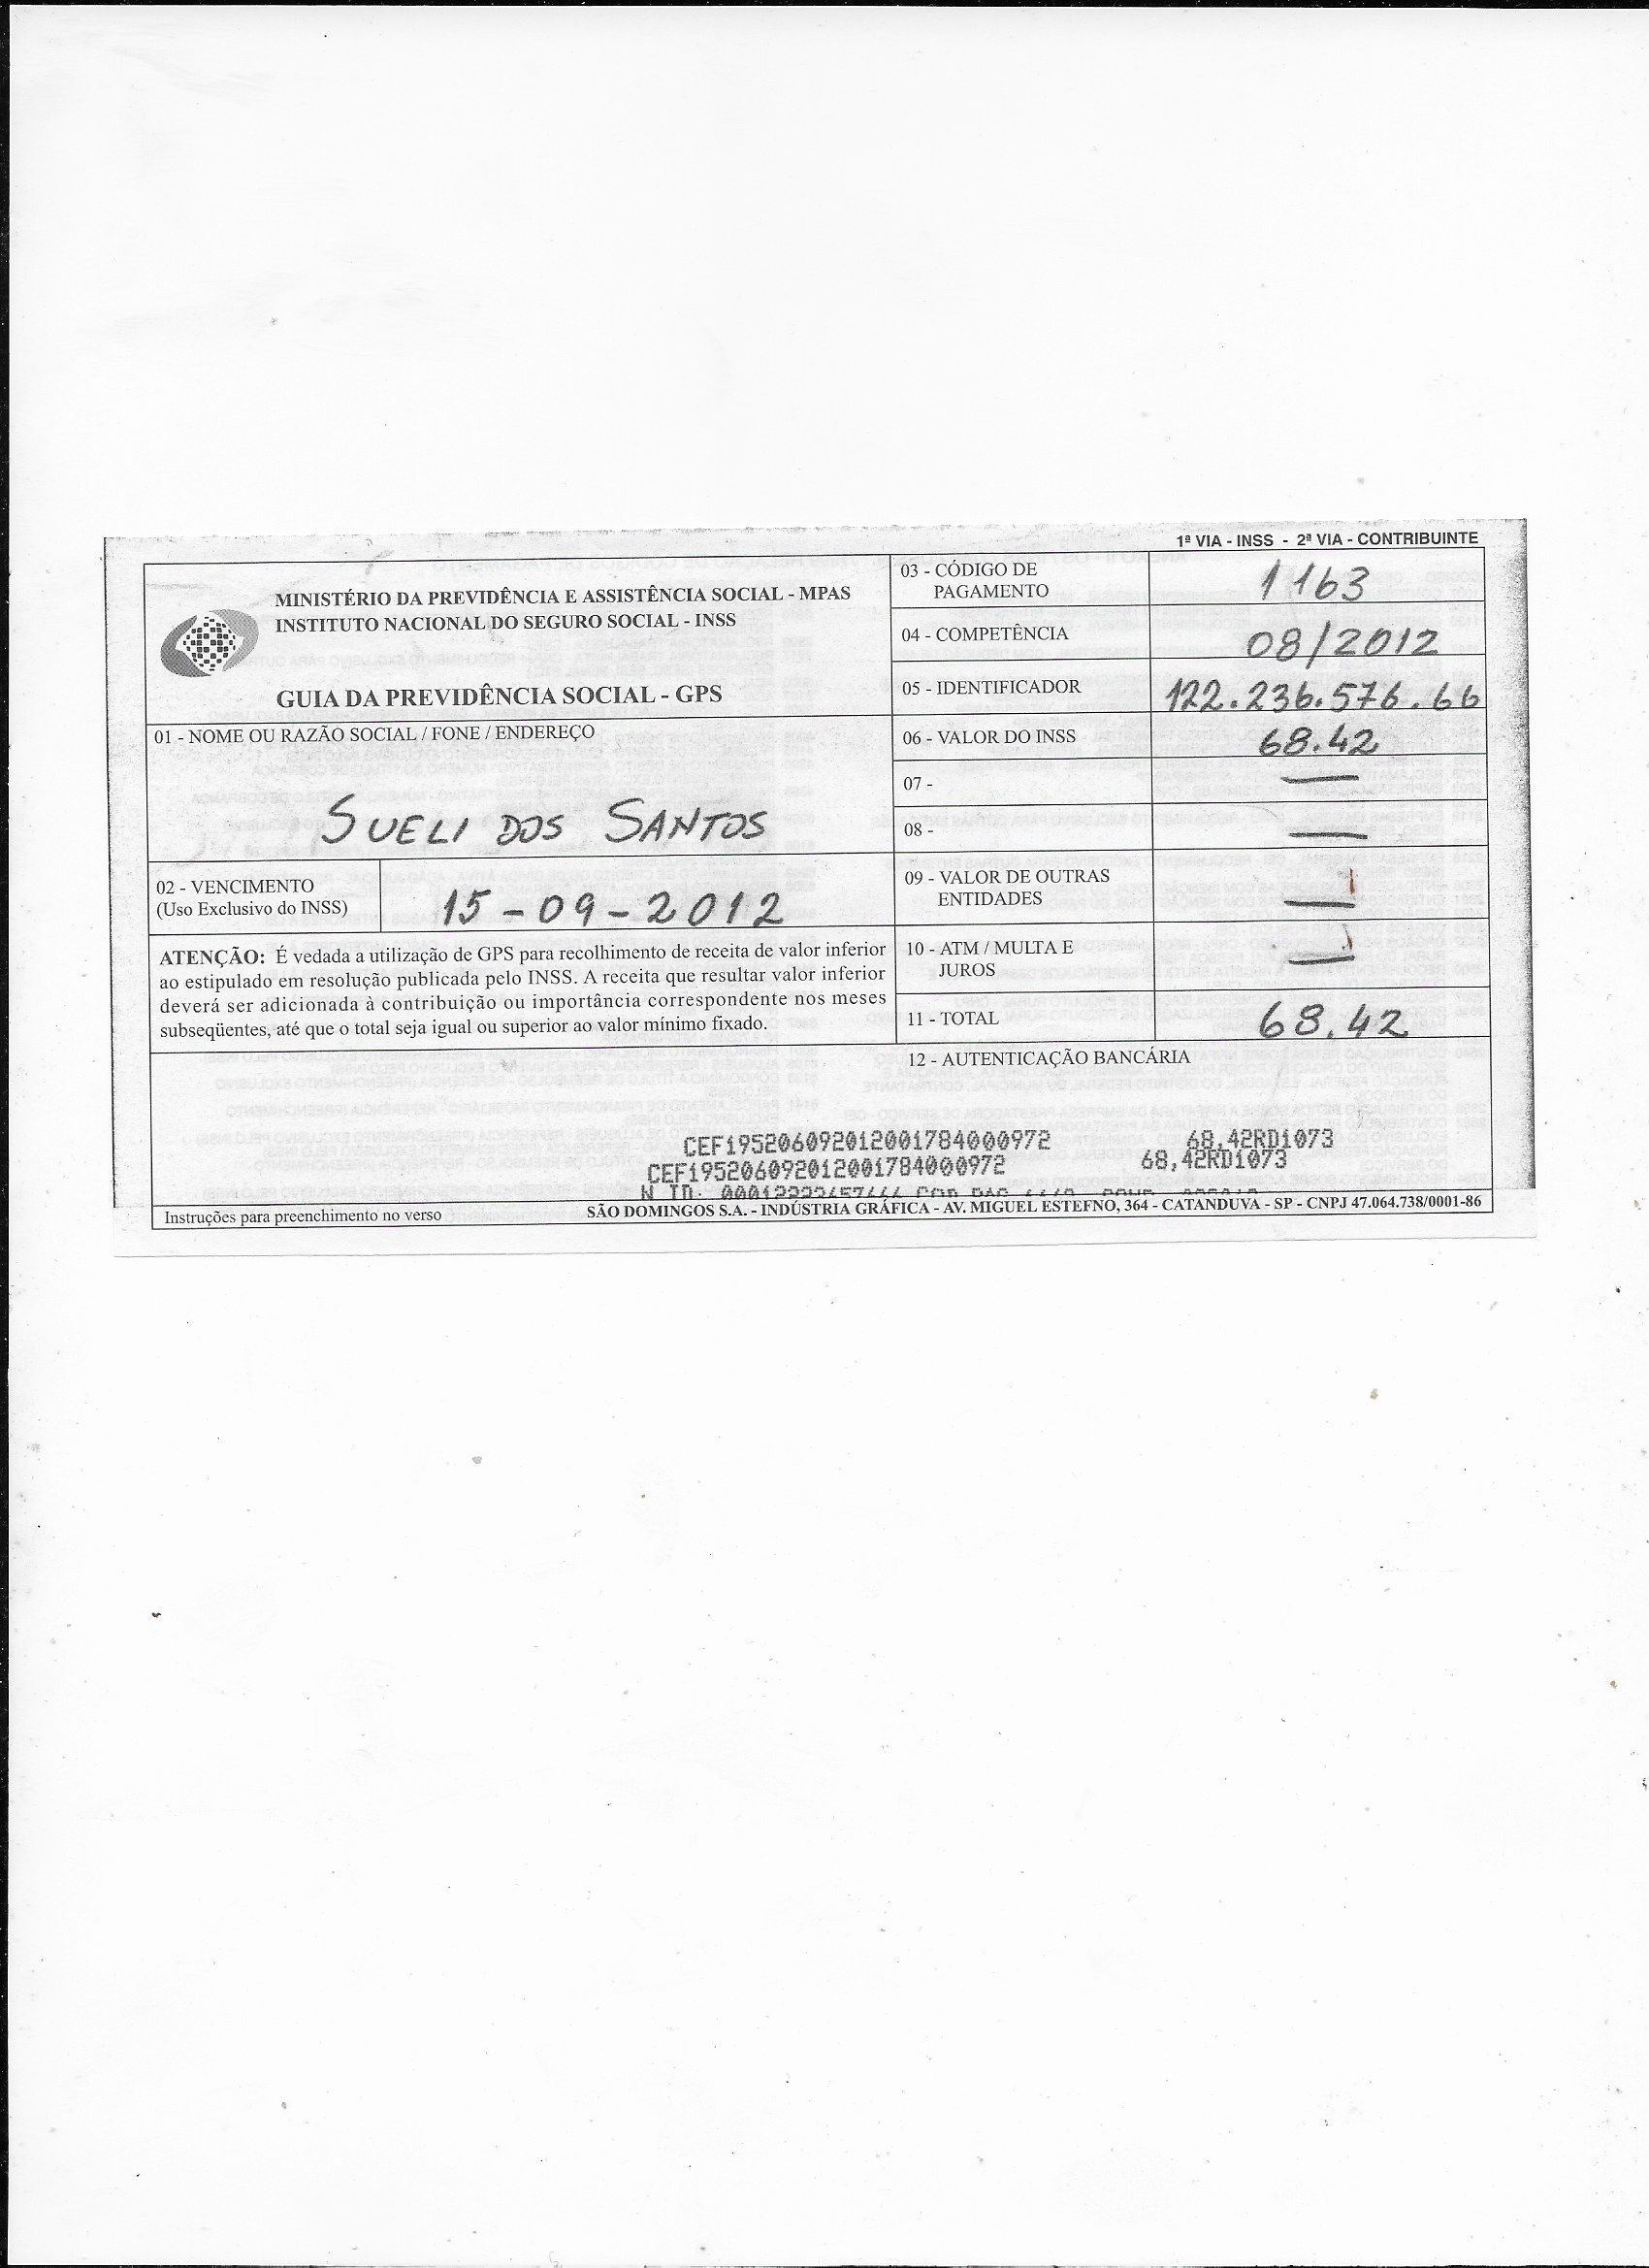 1ª VIA - INSS - 2ª VIA - CONTRIBUINTE
MINISTÉRIO DA PREVIDÊNCIA E ASSISTÊNCIA SOCIAL - MPAS
INSTITUTO NACIONAL DO SEGURO SOCIAL - INSS
GUIA DA PREVIDÊNCIA SOCIAL - GPS
01 - NOME OU RAZÃO SOCIAL / FONE / ENDEREÇO
SUELI DOS SANTOS
02 - VENCIMENTO
(Uso Exclusivo do INSS)
15-09-2012
ATENÇÃO: É vedada a utilização de GPS para recolhimento de receita de valor inferior
ao estipulado em resolução publicada pelo INSS. A receita que resultar valor inferior
deverá ser adicionada à contribuição ou importância correspondente nos meses
subseqüentes, até que o total seja igual ou superior ao valor mínimo fixado.
03 - CÓDIGO DE
PAGAMENTO
1163
04 - COMPETÊNCIA
08/2012
05 - IDENTIFICADOR
122.236.576.66
06 - VALOR DO INSS
68.42
07 -
08 -
09 - VALOR DE OUTRAS
ENTIDADES
10 - ATM / MULTA E
JUROS
11 - TOTAL
68.42
12 - AUTENTICAÇÃO BANCÁRIA
CEF195206092012001784000972 68,42RD1073
CEF195206092012001784000972 68,42RD1073
Instruções para preenchimento no verso
SÃO DOMINGOS S.A. - INDÚSTRIA GRÁFICA - AV. MIGUEL ESTEFNO, 364 - CATANDUVA - SP - CNPJ 47.064.738/0001-86